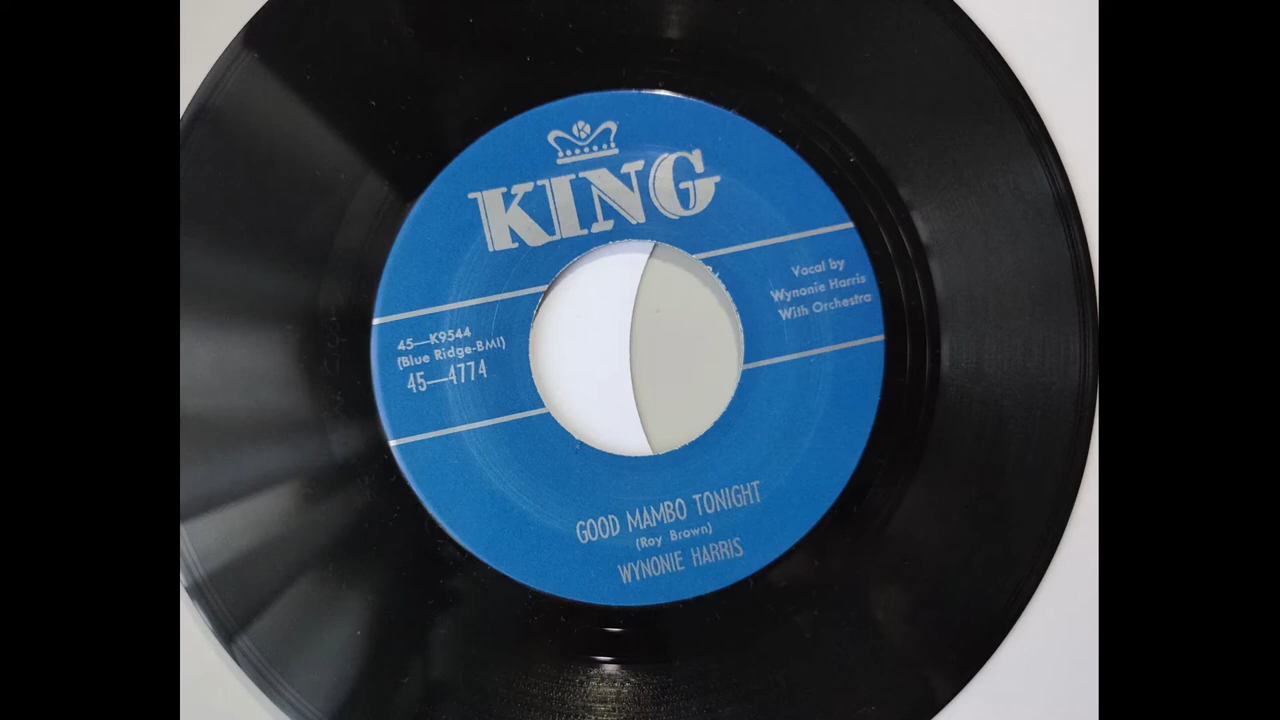 KING
Vocal by
Wynonie Harris
With Orchestra
45—K9544
(Blue Ridge-BMI)
45—4774
GOOD MAMBO TONIGHT
(Roy Brown)
WYNONIE HARRIS